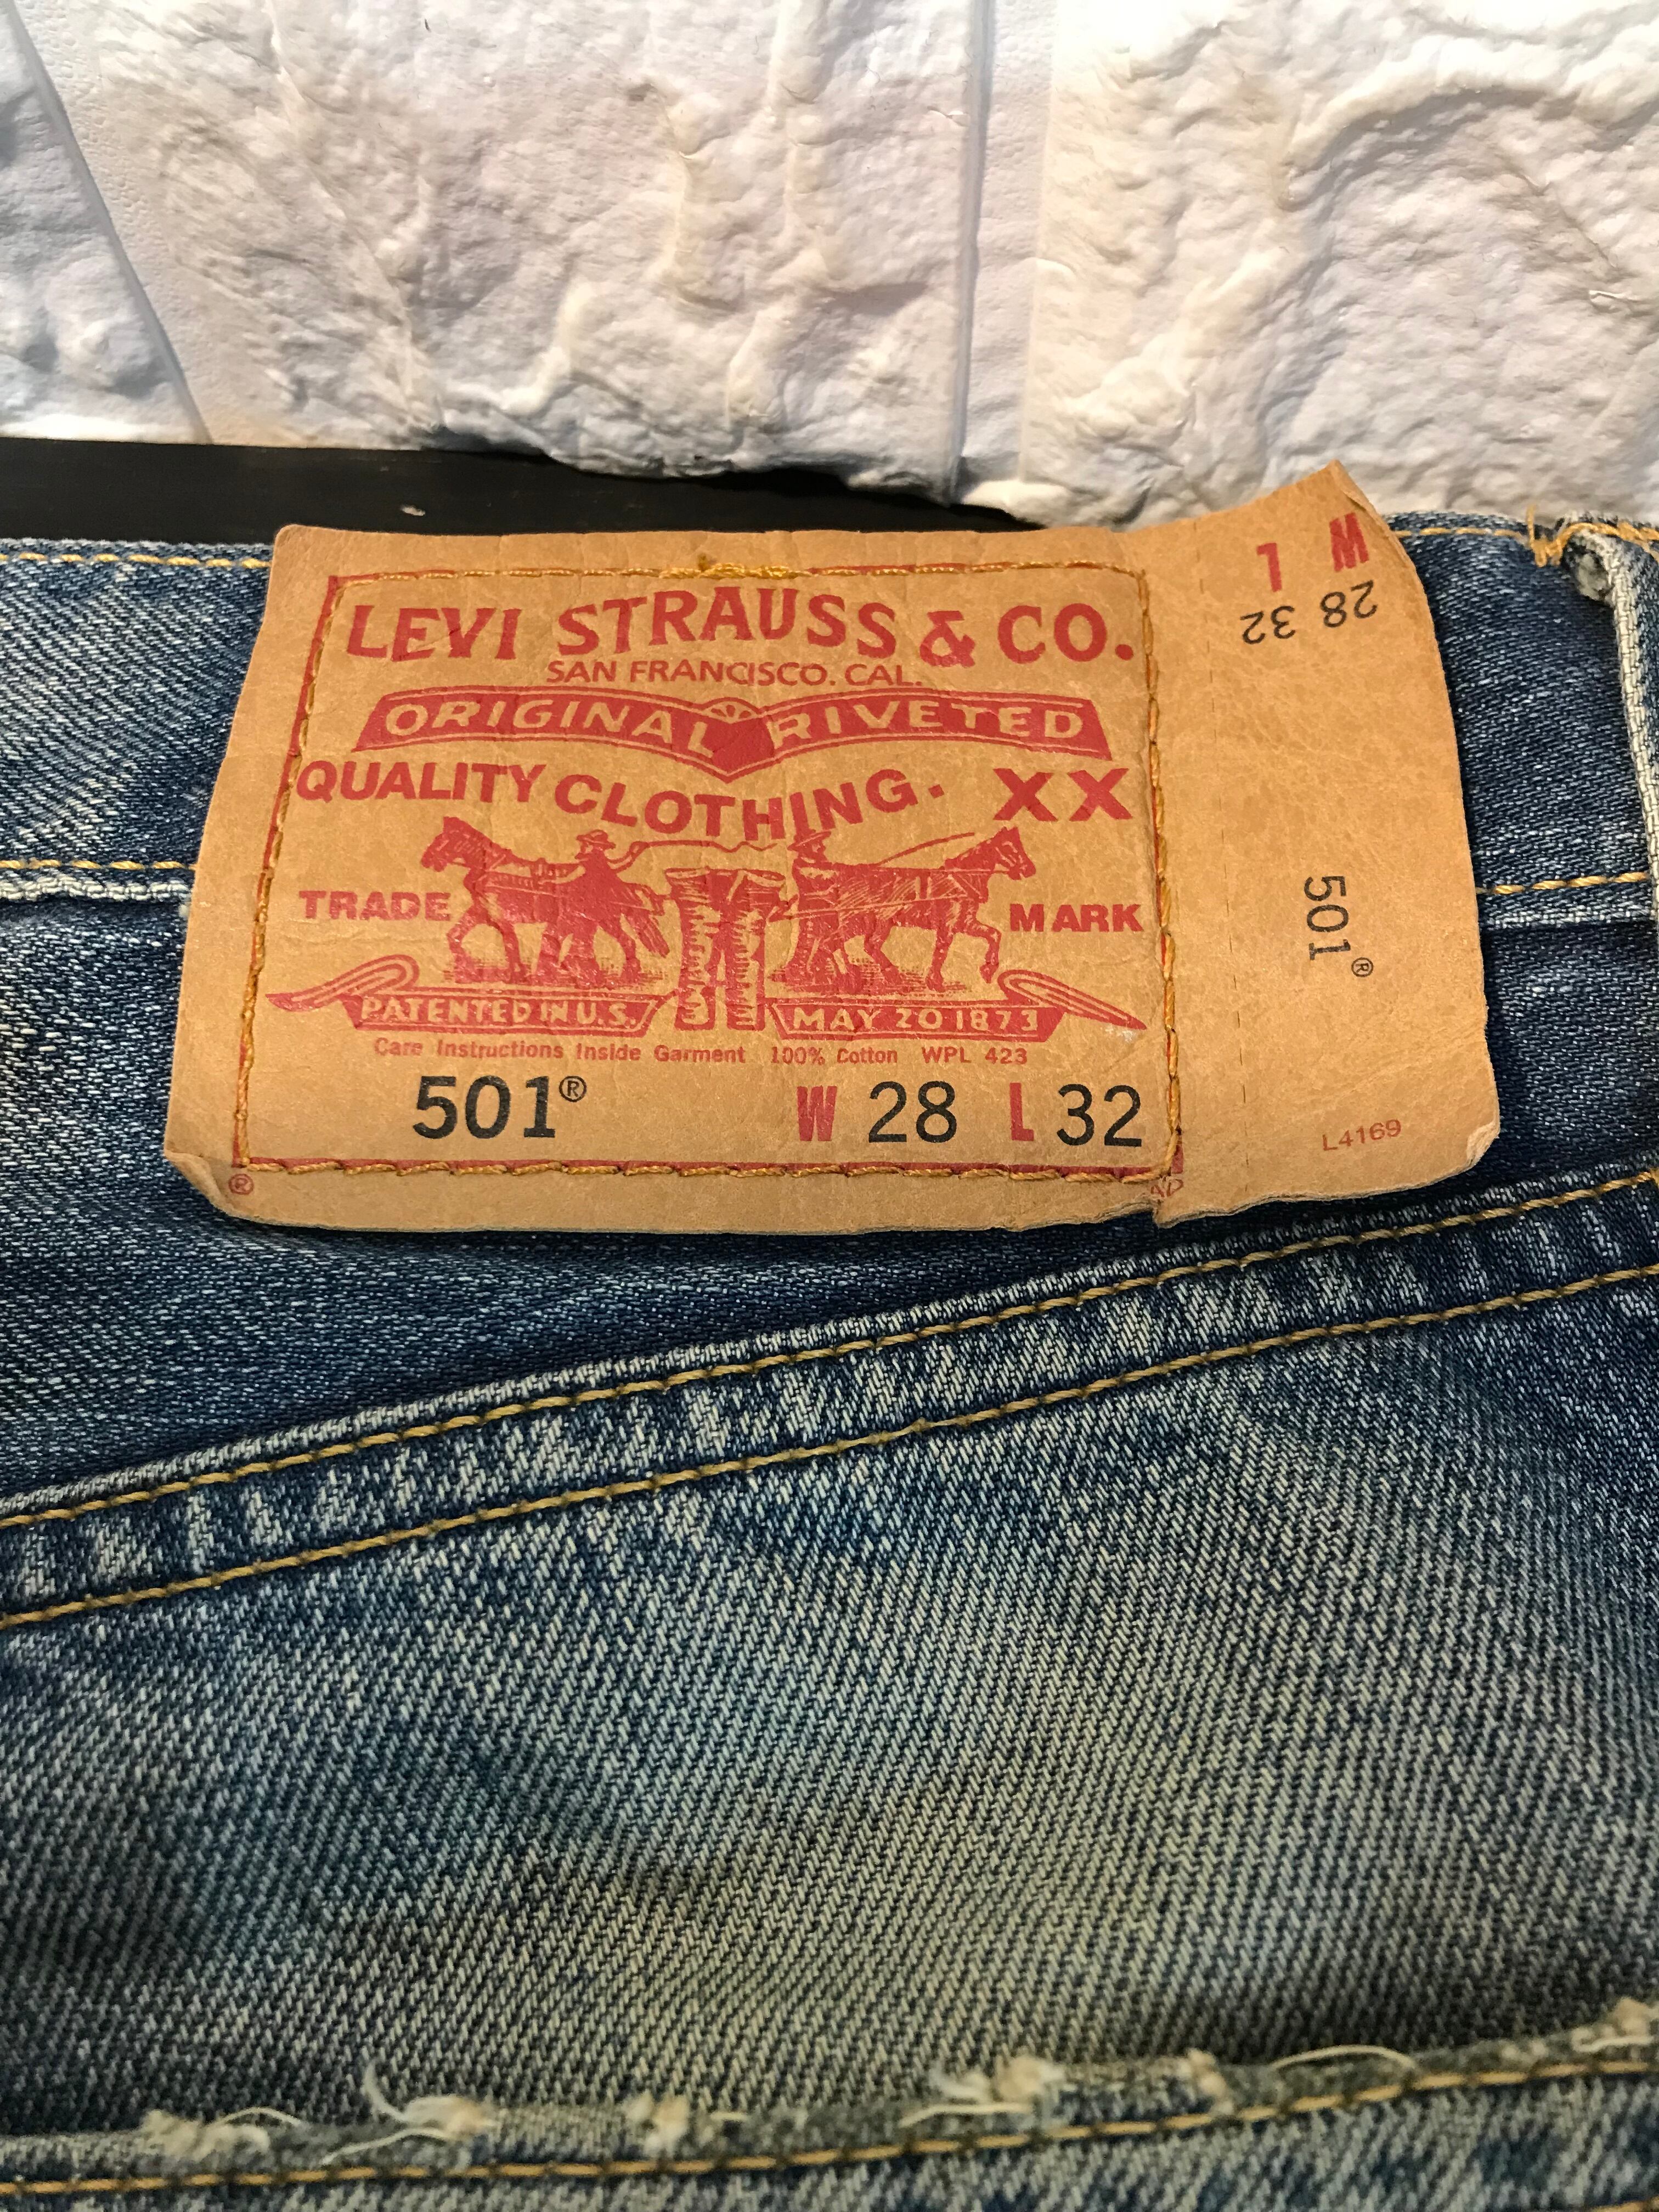 LEVI STRAUSS & CO.
SAN FRANCISCO. CAL.
ORIGINAL RIVETED
QUALITY CLOTHING. XX
TRADE MARK
PATENTED IN U.S. MAY 20 1873
Care Instructions Inside Garment 100% Cotton WPL 423
501® W 28 L 32
®
W L
28 32
501®
L4169